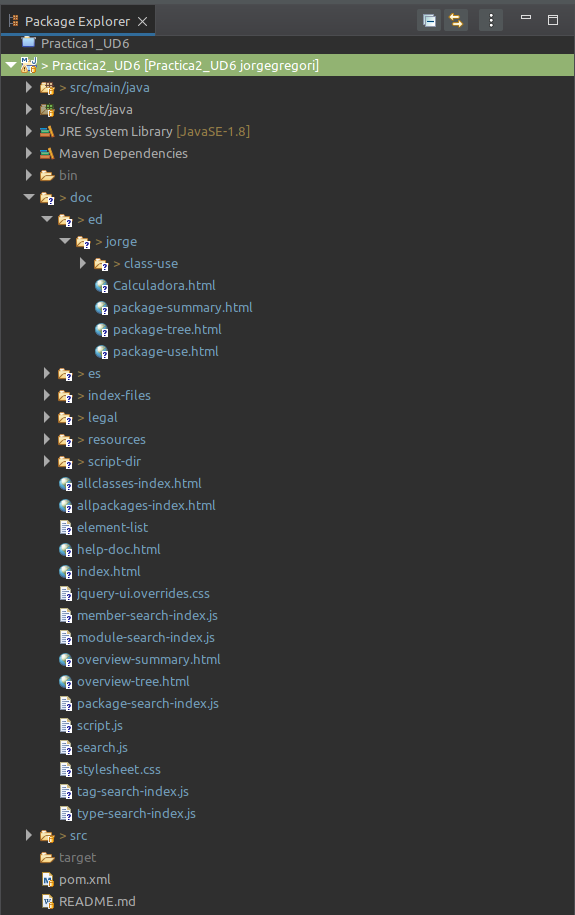 Package Explorer
Practica1_UD6
> Practica2_UD6 [Practica2_UD6 jorgegregori]
> src/main/java
src/test/java
JRE System Library [JavaSE-1.8]
Maven Dependencies
bin
> doc
> ed
> jorge
> class-use
Calculadora.html
package-summary.html
package-tree.html
package-use.html
> es
> index-files
> legal
> resources
> script-dir
allclasses-index.html
allpackages-index.html
element-list
help-doc.html
index.html
jquery-ui.overrides.css
member-search-index.js
module-search-index.js
overview-summary.html
overview-tree.html
package-search-index.js
script.js
search.js
stylesheet.css
tag-search-index.js
type-search-index.js
> src
target
pom.xml
README.md